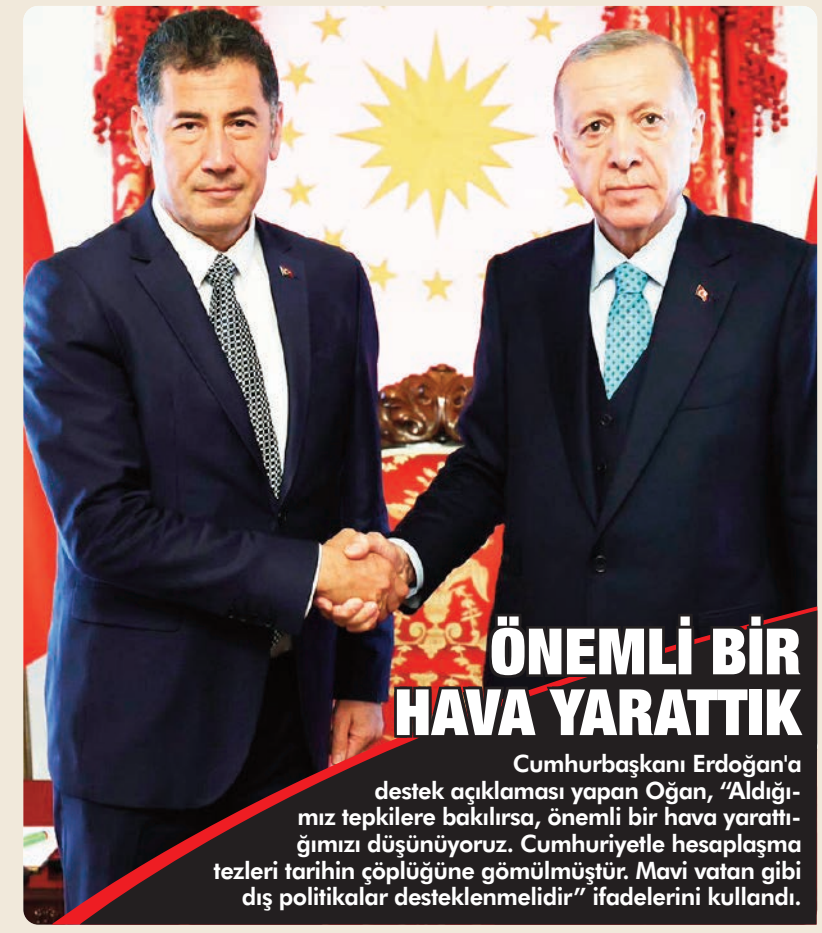 ÖNEMLİ BİR
HAVA YARATTIK
Cumhurbaşkanı Erdoğan'a
destek açıklaması yapan Oğan, “Aldığı-
mız tepkilere bakılırsa, önemli bir hava yarattı-
ğımızı düşünüyoruz. Cumhuriyetle hesaplaşma
tezleri tarihin çöplüğüne gömülmüştür. Mavi vatan gibi
dış politikalar desteklenmelidir” ifadelerini kullandı.